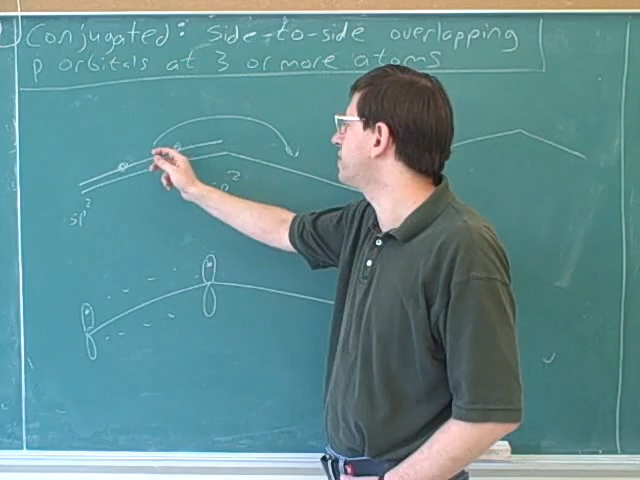 Conjugated: Side-to-side overlapping
p orbitals at 3 or more atoms
sp²